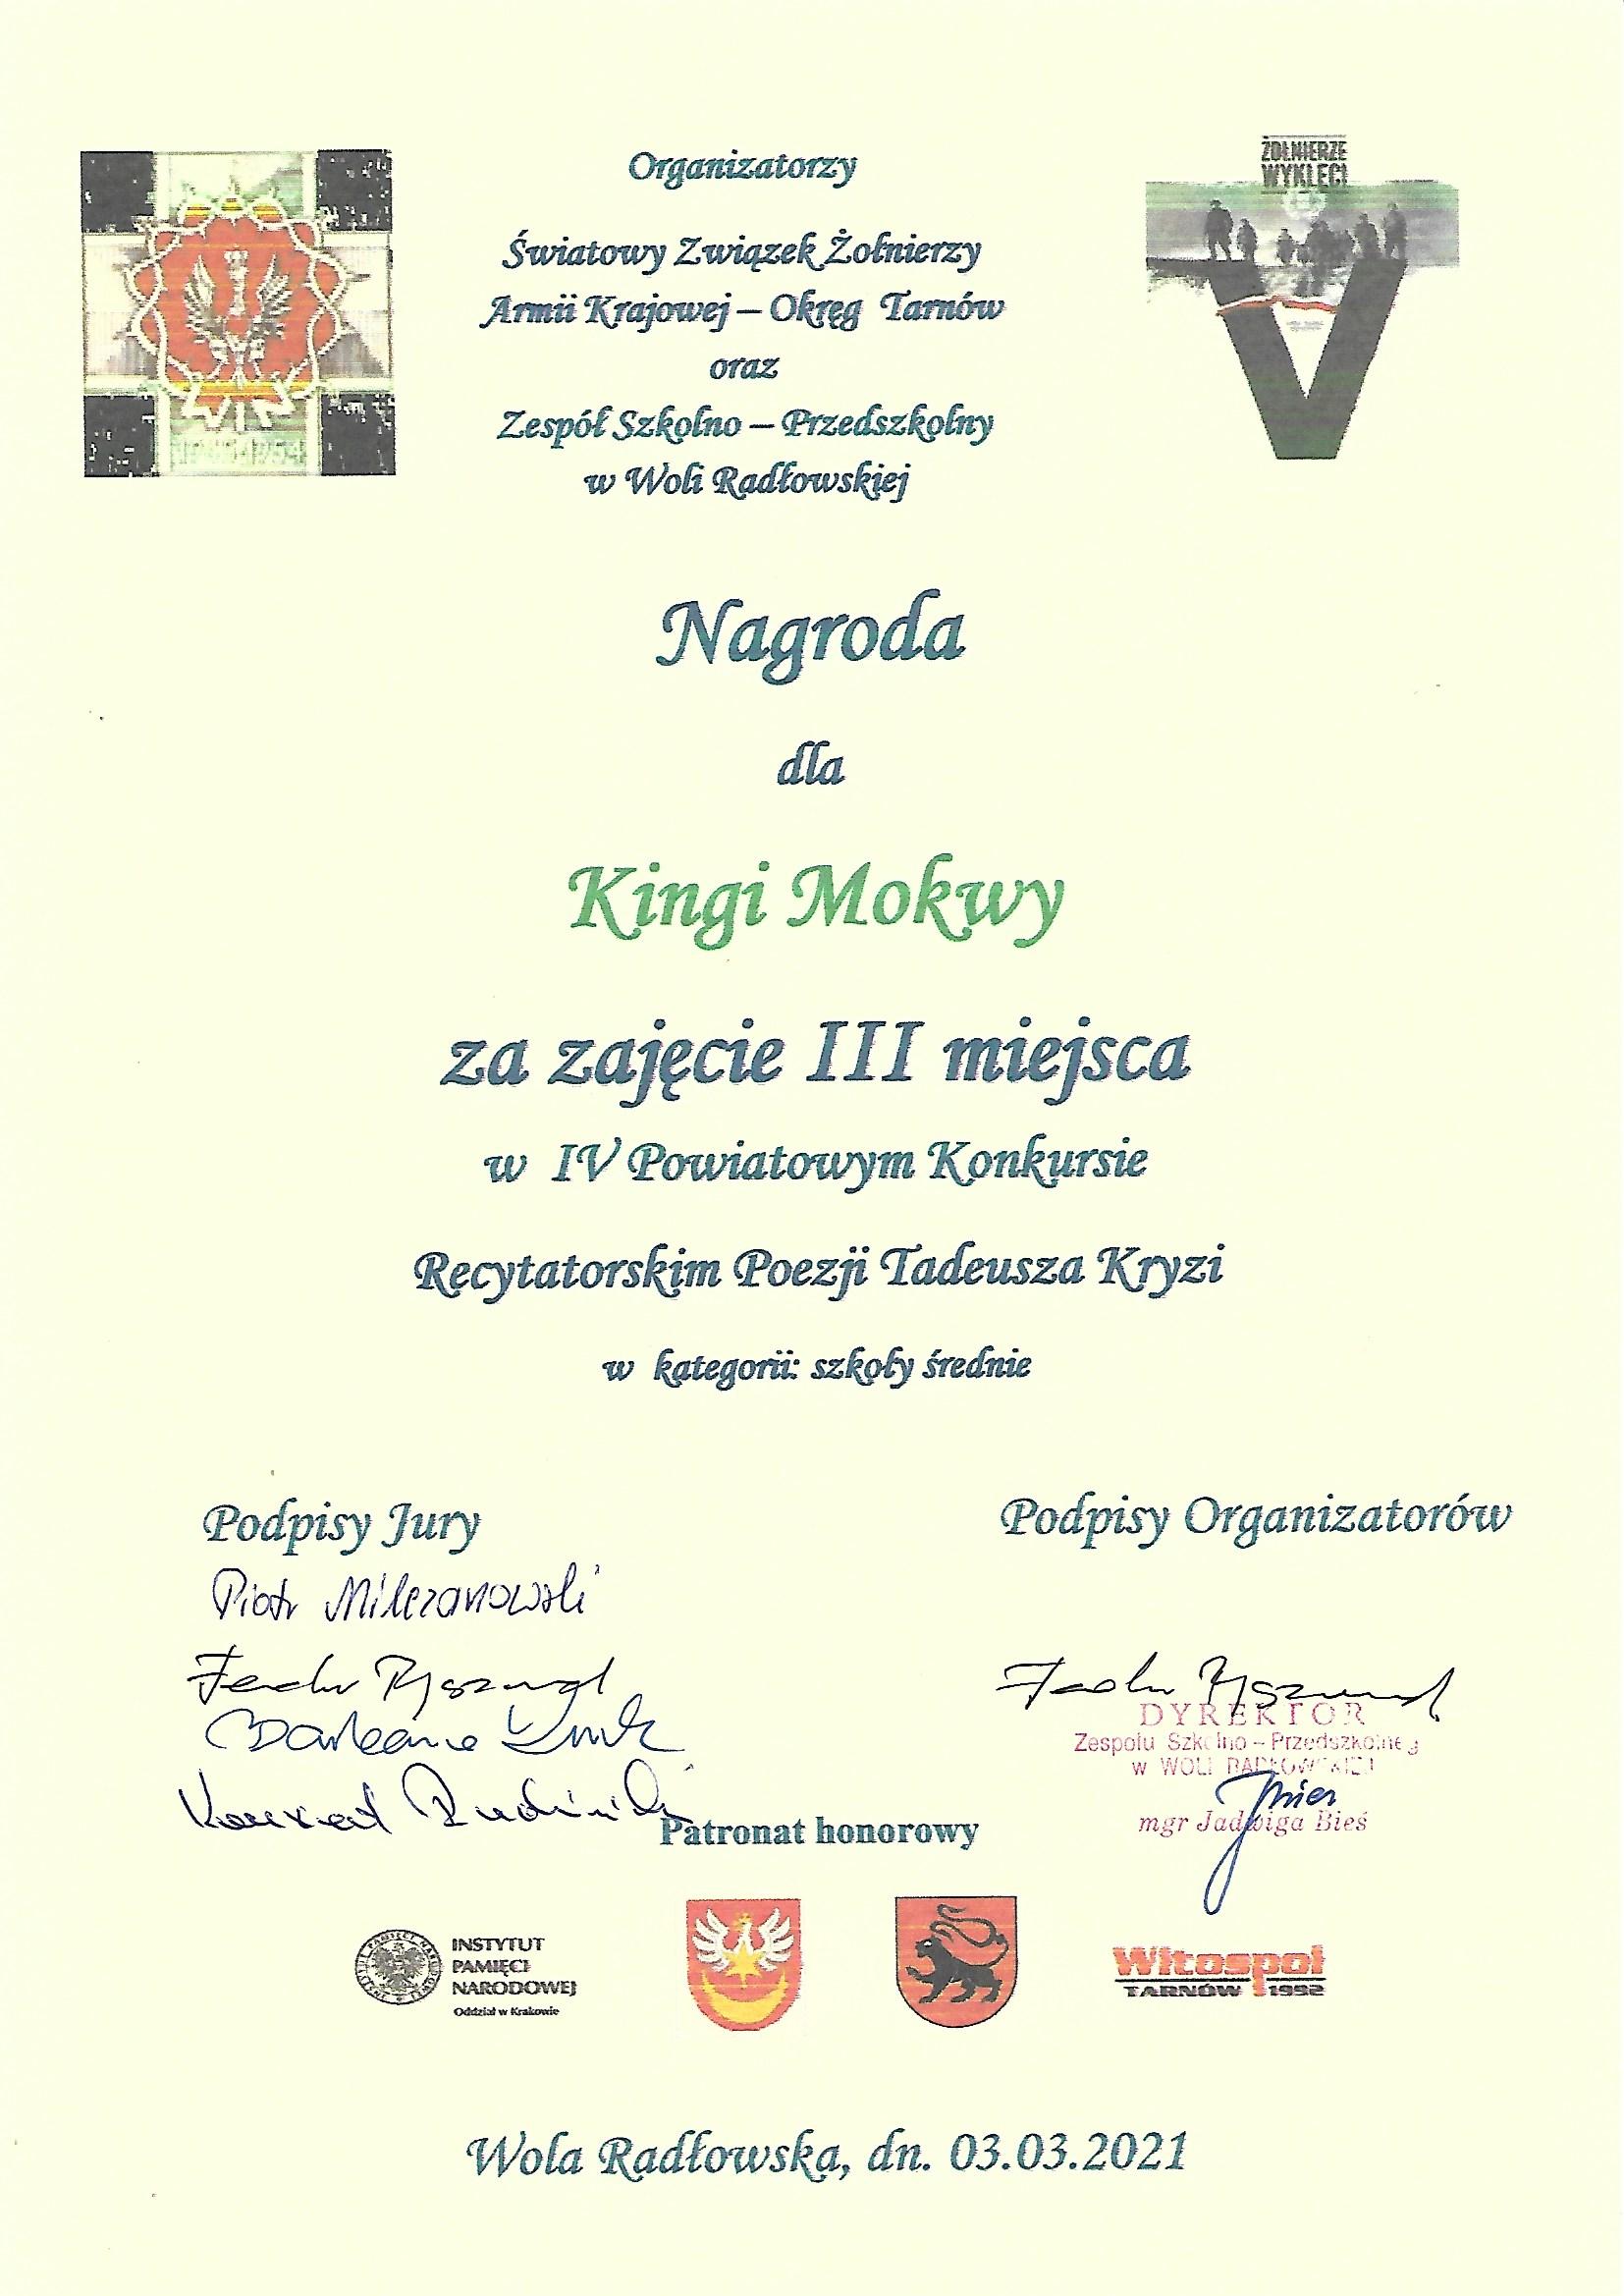 Organizatorzy
Światowy Związek Żołnierzy
Armii Krajowej – Okręg Tarnów
oraz
Zespół Szkolno – Przedszkolny
w Woli Radłowskiej
ŻOŁNIERZE
WYKLĘCI
Nagroda
dla
Kingi Mokwy
za zajęcie III miejsca
w IV Powiatowym Konkursie
Recytatorskim Poezji Tadeusza Kryzi
w kategorii: szkoły średnie
Podpisy Jury
Piotr Milczanowski
Konrad
Podpisy Organizatorów
DYREKTOR
Zespołu Szkolno – Przedszkolnego
w WOLI RADŁOWSKIEJ
mgr Jadwiga Bieś
Patronat honorowy
INSTYTUT
PAMIĘCI
NARODOWEJ
Oddział w Krakowie
Witospol
TARNÓW 1992
Wola Radłowska, dn. 03.03.2021